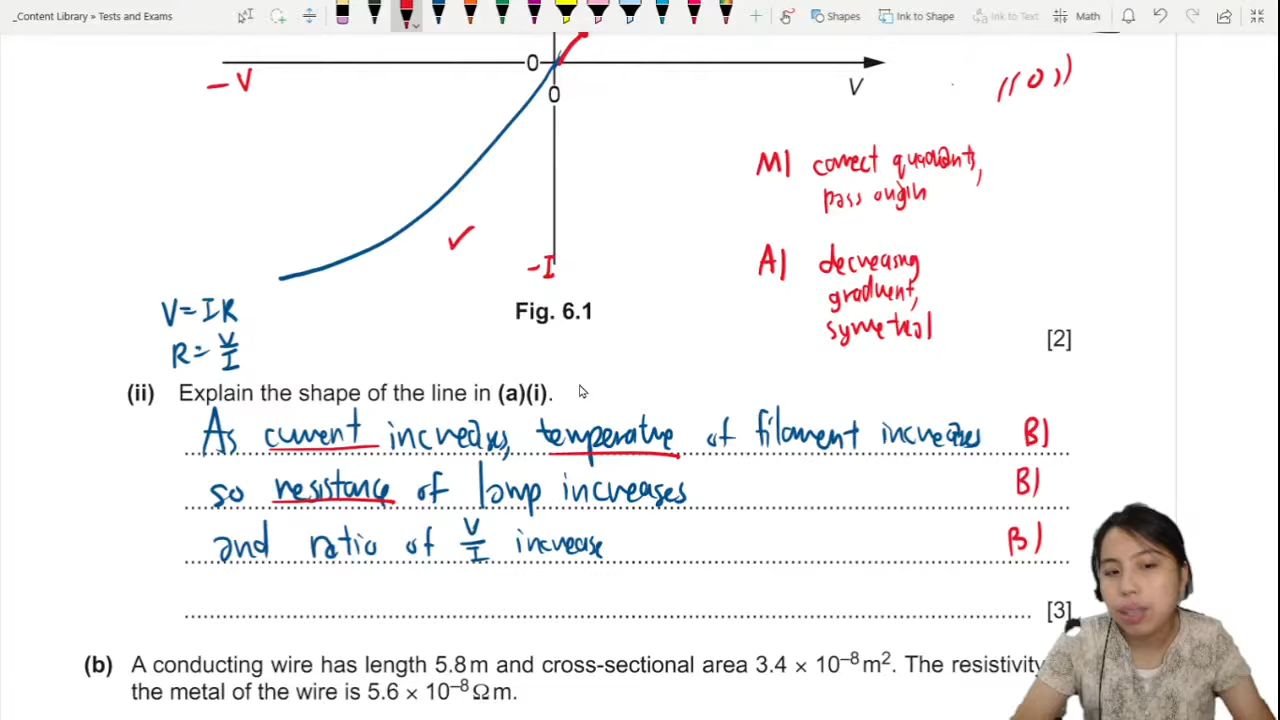 _Content Library » Tests and Exams
Shapes
Ink to Shape
Ink to Text
Math
0
0
V
- V
((0))
M1 correct quadrants,
pass origin
A1 decreasing
gradient,
symetrical
-I
Fig. 6.1
[2]
V = IR
R = V/I
(ii) Explain the shape of the line in (a)(i).
As current increases, temperature of filament increases B1
so resistance of lamp increases B1
and ratio of V/I increase B1
[3]
(b) A conducting wire has length 5.8 m and cross-sectional area 3.4 × 10⁻⁸ m². The resistivity
the metal of the wire is 5.6 × 10⁻⁸ Ω m.